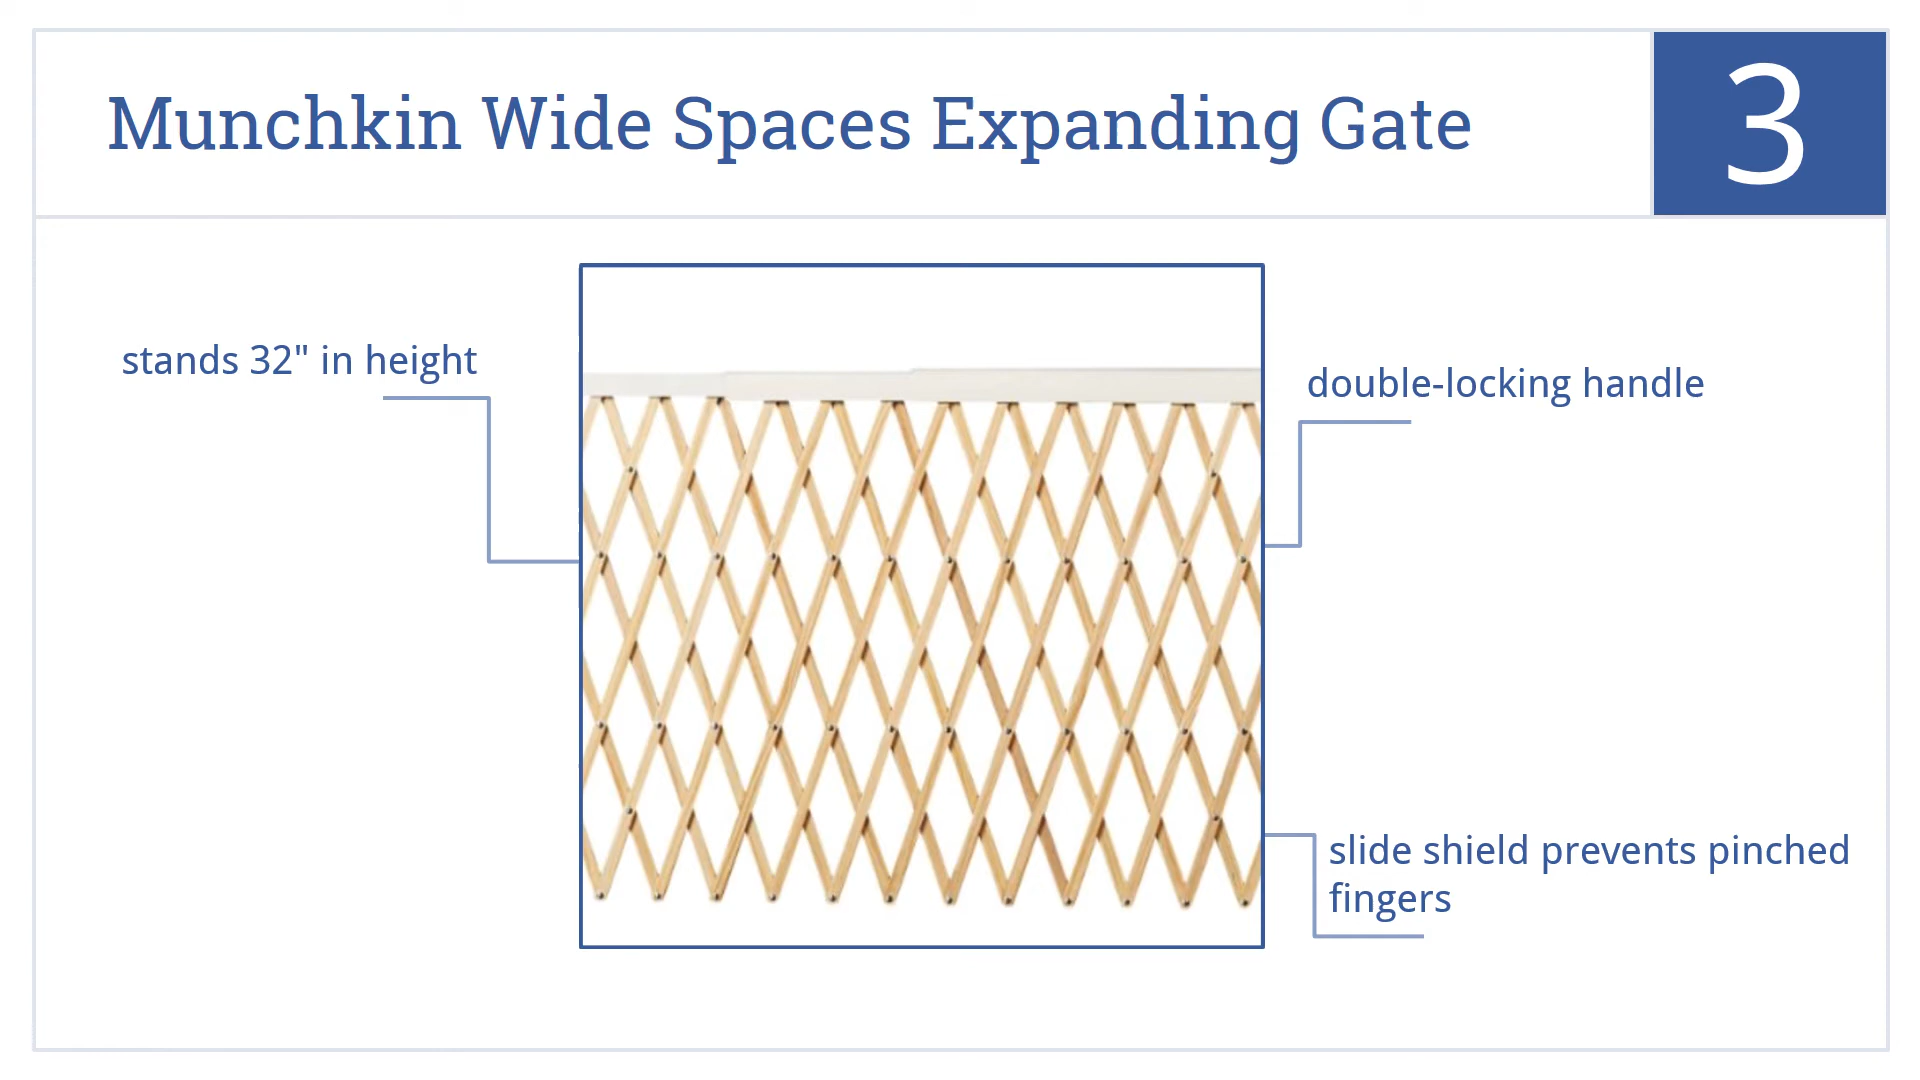 Munchkin Wide Spaces Expanding Gate
3
stands 32" in height
double-locking handle
slide shield prevents pinched
fingers